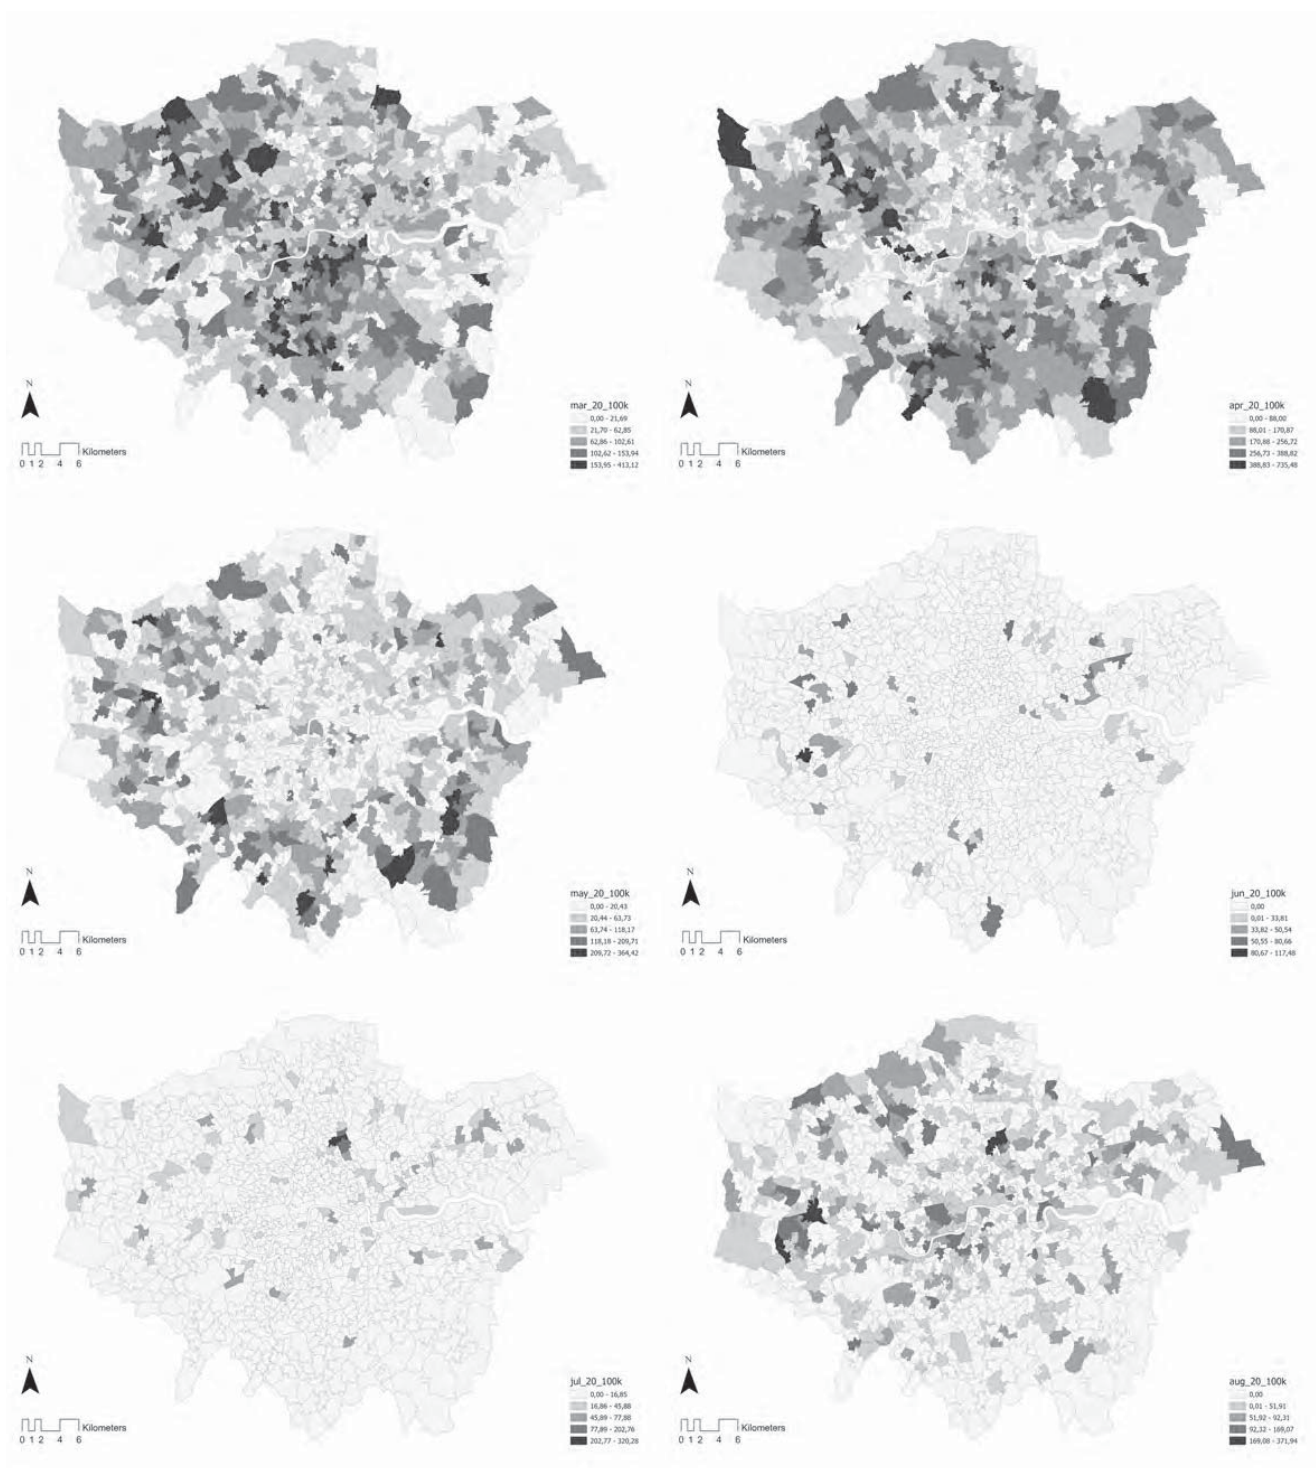 N
mar_20_100k
0,00 - 21,69
21,70 - 62,85
62,86 - 102,61
102,62 - 153,94
153,95 - 413,12
Kilometers
0 1 2 4 6
N
apr_20_100k
0,00 - 88,00
88,01 - 170,87
170,88 - 256,72
256,73 - 388,82
388,83 - 735,48
Kilometers
0 1 2 4 6
N
may_20_100k
0,00 - 20,43
20,44 - 63,73
63,74 - 118,17
118,18 - 209,71
209,72 - 364,42
Kilometers
0 1 2 4 6
N
jun_20_100k
0,00
0,01 - 33,81
33,82 - 50,54
50,55 - 80,66
80,67 - 117,48
Kilometers
0 1 2 4 6
N
jul_20_100k
0,00 - 16,85
16,86 - 45,88
45,89 - 77,88
77,89 - 202,76
202,77 - 320,28
Kilometers
0 1 2 4 6
N
aug_20_100k
0,00
0,01 - 51,91
51,92 - 92,31
92,32 - 169,07
169,08 - 371,94
Kilometers
0 1 2 4 6